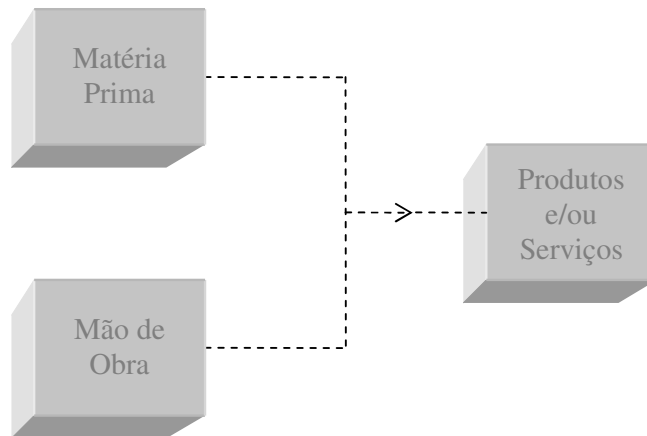 Matéria
Prima
Produtos
e/ou
Serviços
Mão de
Obra